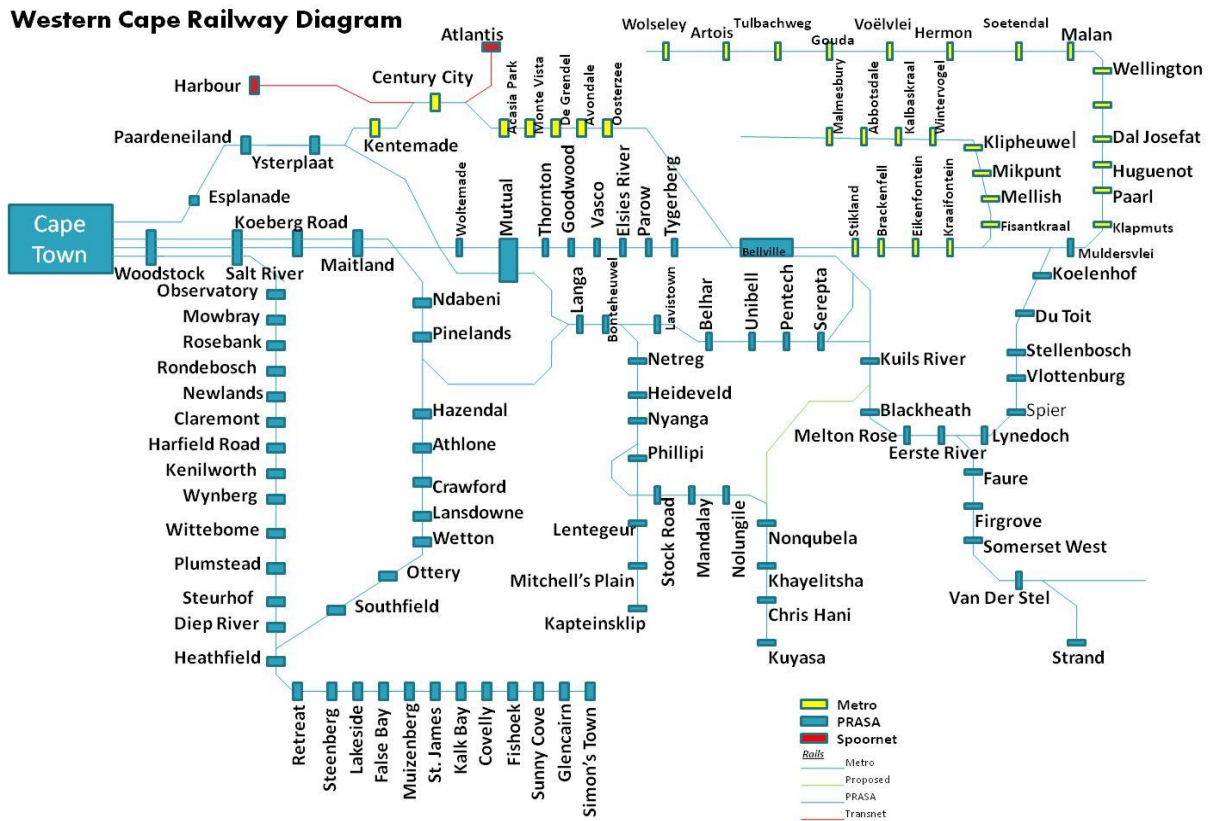 Western Cape Railway Diagram
Wolseley
Artois
Tulbachweg
Gouda
Voëlvlei
Hermon
Soetendal
Malan
Wellington
Dal Josefat
Huguenot
Paarl
Klapmuts
Muldersvlei
Atlantis
Harbour
Century City
Kentemade
Acasia Park
Monte Vista
De Grendel
Avondale
Oosterzee
Malmesbury
Abbotsdale
Kalbaskraal
Wintervogel
Klipheuwel
Mikpunt
Mellish
Fisantkraal
Paardeneiland
Ysterplaat
Esplanade
Cape
Town
Woodstock
Salt River
Koeberg Road
Maitland
Woltemade
Mutual
Thornton
Goodwood
Vasco
Elsies River
Parow
Tygerberg
Bellville
Stikland
Brackenfell
Eikenfontein
Kraaifontein
Koelenhof
Du Toit
Stellenbosch
Vlottenburg
Spier
Lynedoch
Observatory
Mowbray
Rosebank
Rondebosch
Newlands
Claremont
Harfield Road
Kenilworth
Wynberg
Wittebome
Plumstead
Steurhof
Diep River
Heathfield
Ndabeni
Pinelands
Hazendal
Athlone
Crawford
Lansdowne
Wetton
Ottery
Southfield
Langa
Bonteheuwel
Lavistown
Belhar
Unibell
Pentech
Serepta
Kuils River
Blackheath
Melton Rose
Eerste River
Netreg
Heideveld
Nyanga
Phillipi
Lentegeur
Mitchell's Plain
Kapteinsklip
Stock Road
Mandalay
Nolungile
Nonqubela
Khayelitsha
Chris Hani
Kuyasa
Faure
Firgrove
Somerset West
Van Der Stel
Strand
Retreat
Steenberg
Lakeside
False Bay
Muizenberg
St. James
Kalk Bay
Covelly
Fishoek
Sunny Cove
Glencairn
Simon's Town
Metro
PRASA
Spoornet
Rails
Metro
Proposed
PRASA
Transnet